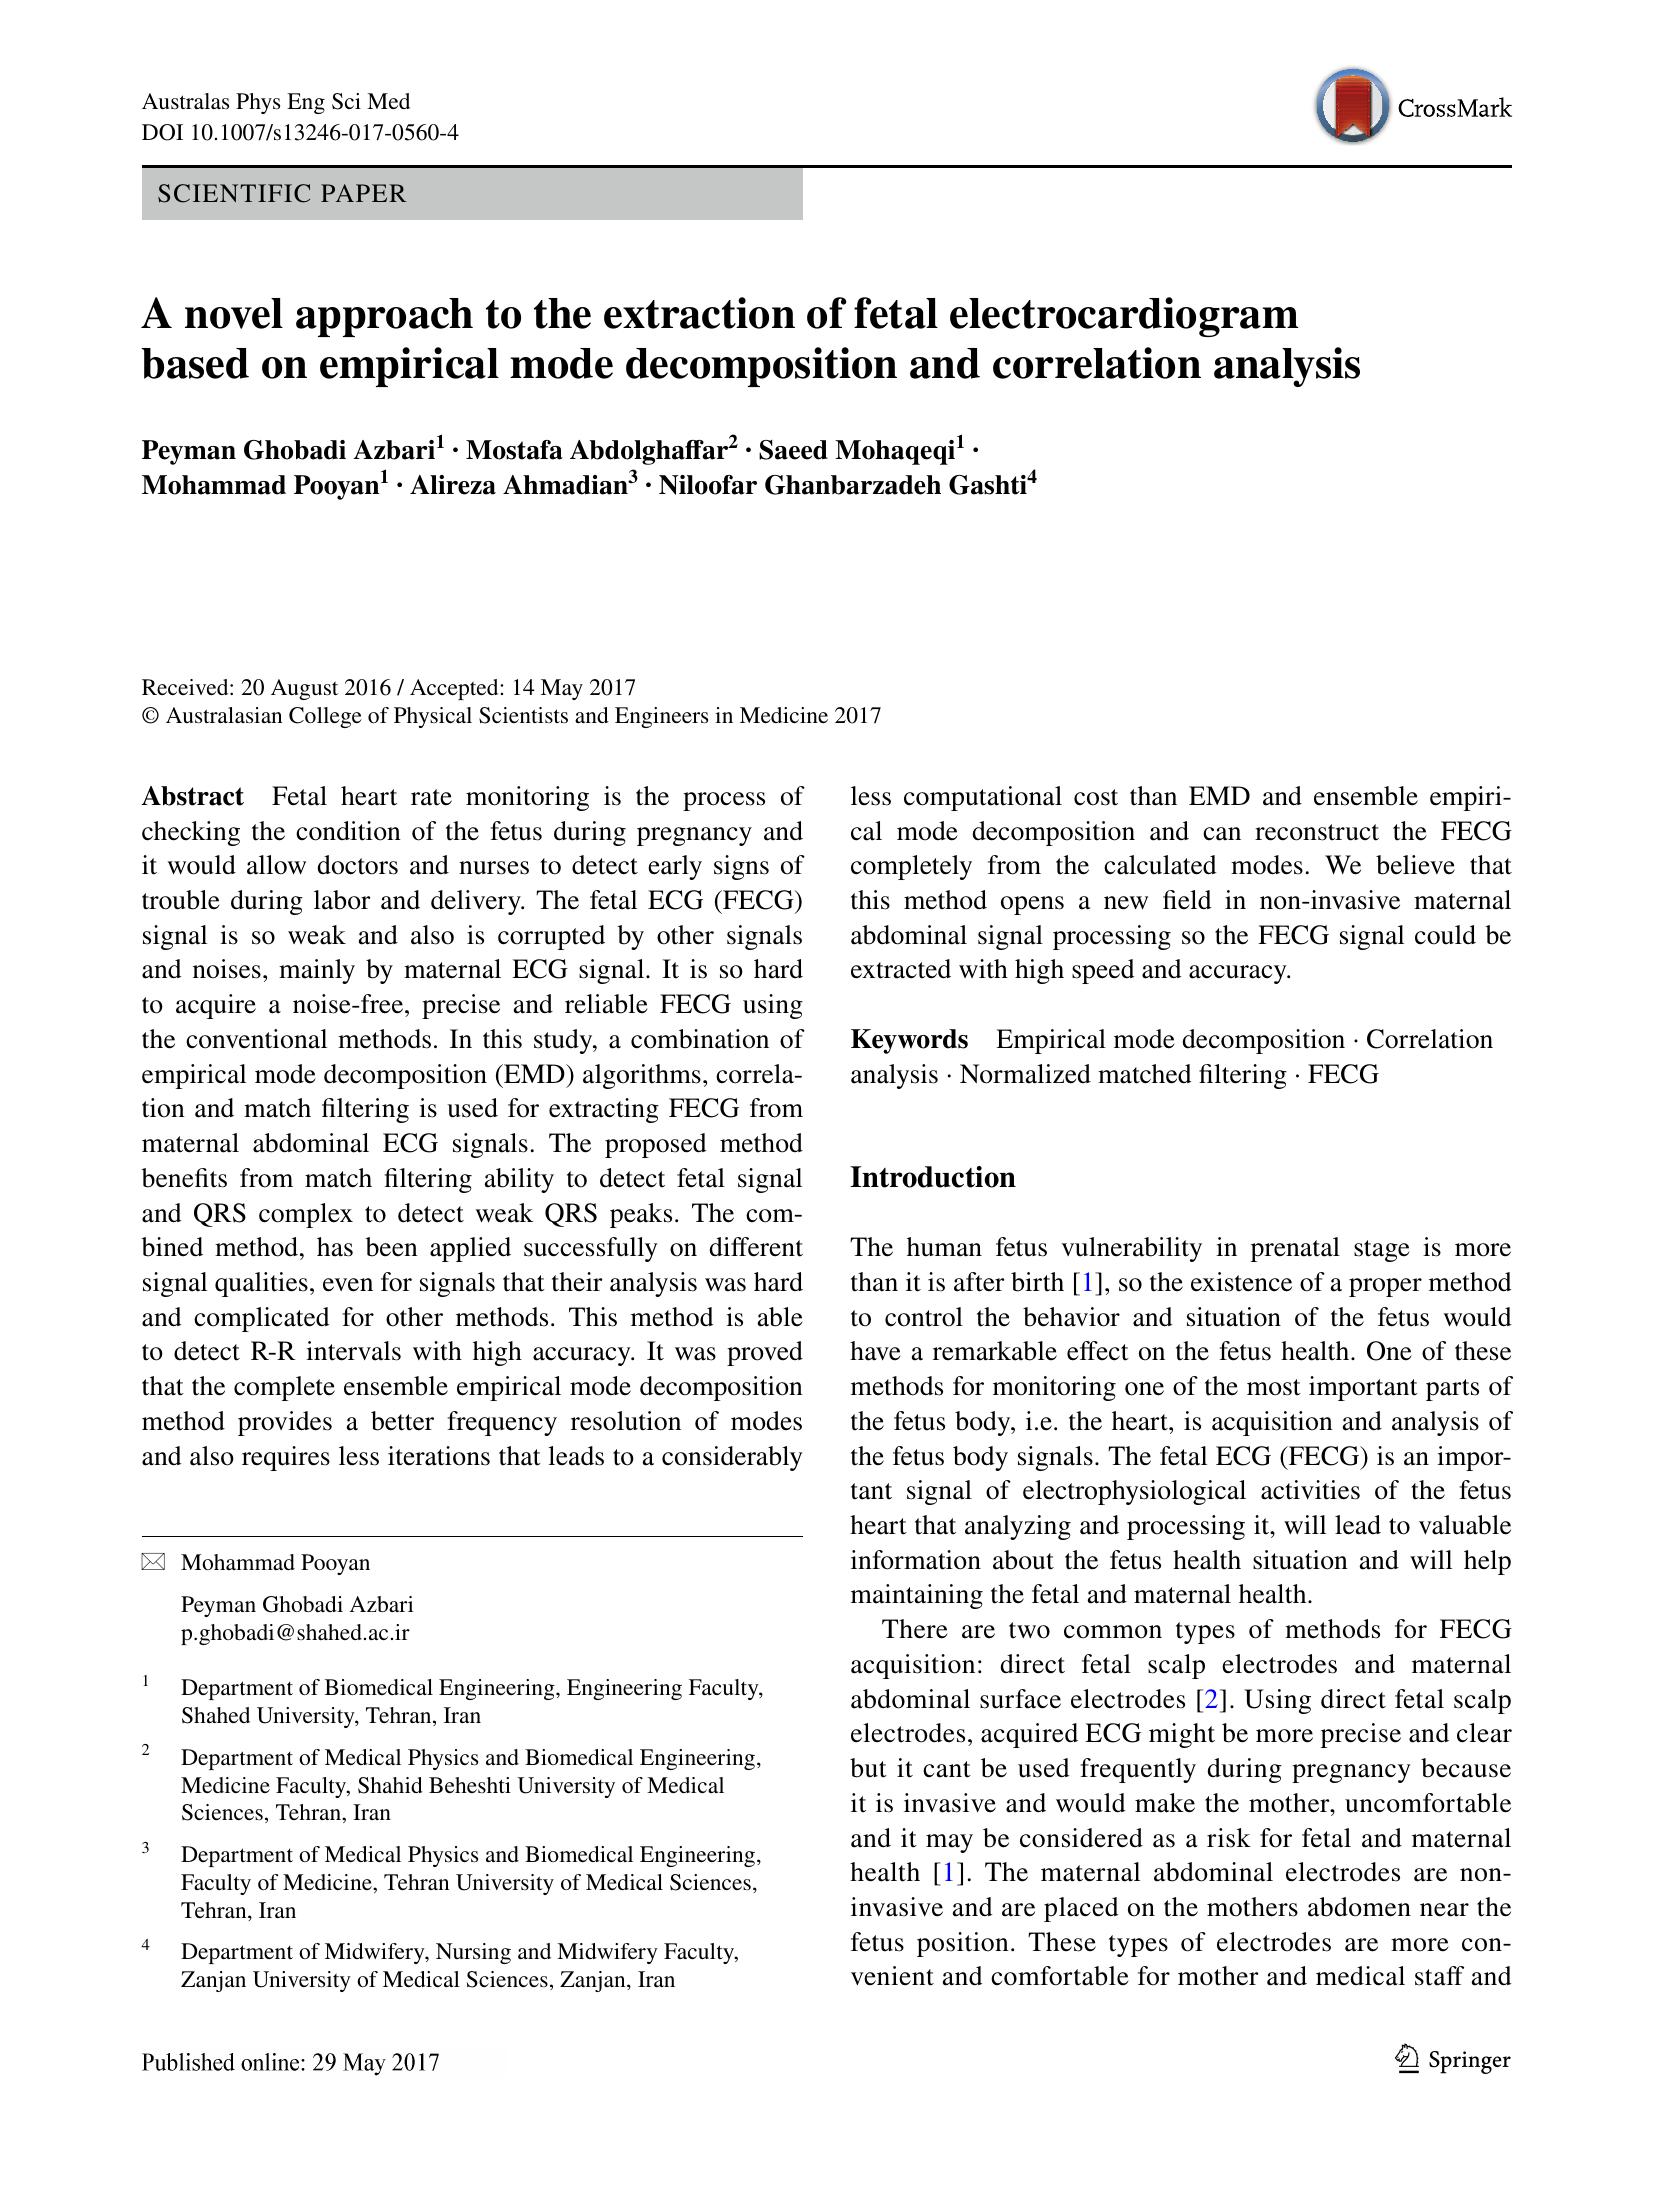 Australas Phys Eng Sci Med
DOI 10.1007/s13246-017-0560-4
CrossMark
SCIENTIFIC PAPER
A novel approach to the extraction of fetal electrocardiogram
based on empirical mode decomposition and correlation analysis
Peyman Ghobadi Azbari1 · Mostafa Abdolghaffar2 · Saeed Mohaqeqi1 ·
Mohammad Pooyan1 · Alireza Ahmadian3 · Niloofar Ghanbarzadeh Gashti4
Received: 20 August 2016 / Accepted: 14 May 2017
© Australasian College of Physical Scientists and Engineers in Medicine 2017
Abstract Fetal heart rate monitoring is the process of
checking the condition of the fetus during pregnancy and
it would allow doctors and nurses to detect early signs of
trouble during labor and delivery. The fetal ECG (FECG)
signal is so weak and also is corrupted by other signals
and noises, mainly by maternal ECG signal. It is so hard
to acquire a noise-free, precise and reliable FECG using
the conventional methods. In this study, a combination of
empirical mode decomposition (EMD) algorithms, correla-
tion and match filtering is used for extracting FECG from
maternal abdominal ECG signals. The proposed method
benefits from match filtering ability to detect fetal signal
and QRS complex to detect weak QRS peaks. The com-
bined method, has been applied successfully on different
signal qualities, even for signals that their analysis was hard
and complicated for other methods. This method is able
to detect R-R intervals with high accuracy. It was proved
that the complete ensemble empirical mode decomposition
method provides a better frequency resolution of modes
and also requires less iterations that leads to a considerably
less computational cost than EMD and ensemble empiri-
cal mode decomposition and can reconstruct the FECG
completely from the calculated modes. We believe that
this method opens a new field in non-invasive maternal
abdominal signal processing so the FECG signal could be
extracted with high speed and accuracy.
Keywords Empirical mode decomposition · Correlation
analysis · Normalized matched filtering · FECG
Introduction
The human fetus vulnerability in prenatal stage is more
than it is after birth [1], so the existence of a proper method
to control the behavior and situation of the fetus would
have a remarkable effect on the fetus health. One of these
methods for monitoring one of the most important parts of
the fetus body, i.e. the heart, is acquisition and analysis of
the fetus body signals. The fetal ECG (FECG) is an impor-
tant signal of electrophysiological activities of the fetus
heart that analyzing and processing it, will lead to valuable
information about the fetus health situation and will help
maintaining the fetal and maternal health.
There are two common types of methods for FECG
acquisition: direct fetal scalp electrodes and maternal
abdominal surface electrodes [2]. Using direct fetal scalp
electrodes, acquired ECG might be more precise and clear
but it cant be used frequently during pregnancy because
it is invasive and would make the mother, uncomfortable
and it may be considered as a risk for fetal and maternal
health [1]. The maternal abdominal electrodes are non-
invasive and are placed on the mothers abdomen near the
fetus position. These types of electrodes are more con-
venient and comfortable for mother and medical staff and
Mohammad Pooyan
Peyman Ghobadi Azbari
p.ghobadi@shahed.ac.ir
1 Department of Biomedical Engineering, Engineering Faculty,
Shahed University, Tehran, Iran
2 Department of Medical Physics and Biomedical Engineering,
Medicine Faculty, Shahid Beheshti University of Medical
Sciences, Tehran, Iran
3 Department of Medical Physics and Biomedical Engineering,
Faculty of Medicine, Tehran University of Medical Sciences,
Tehran, Iran
4 Department of Midwifery, Nursing and Midwifery Faculty,
Zanjan University of Medical Sciences, Zanjan, Iran
Published online: 29 May 2017
Springer